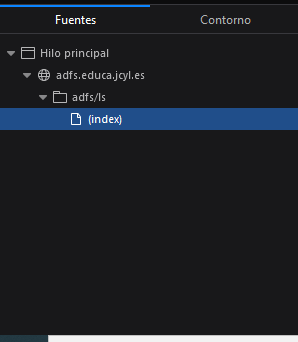 Fuentes Contorno
Hilo principal
adfs.educa.jcyl.es
adfs/ls
(index)